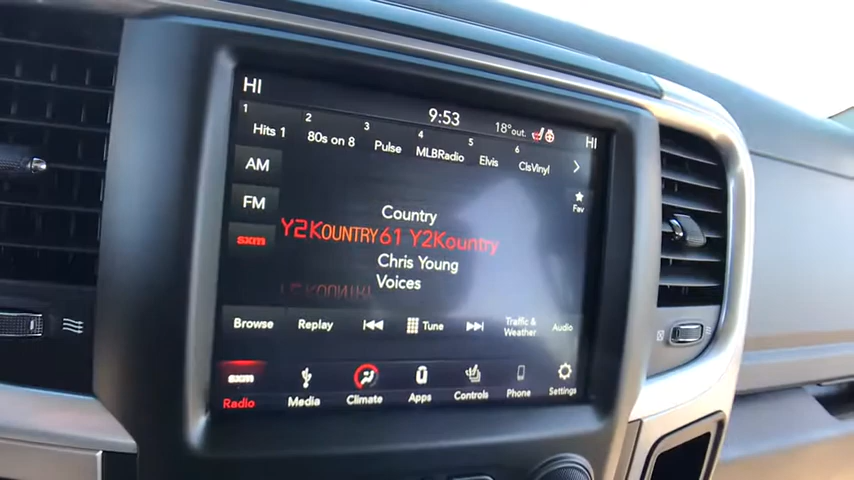 HI
9:53
18° out.
HI
1 2 3 4 5 6
Hits 1 80s on 8 Pulse MLBRadio Elvis ClsVinyl
AM
FM
sxm
Fav
Country
Y2KOUNTRY 61 Y2Kountry
Chris Young
Voices
Browse Replay Tune Traffic & Weather Audio
sxm
Radio Media Climate Apps Controls Phone Settings